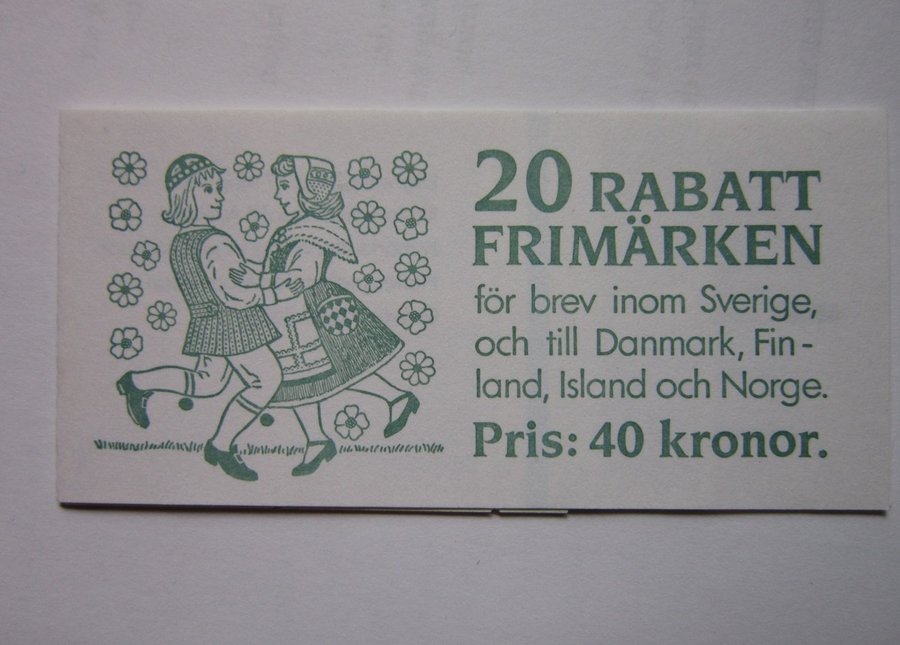 20 RABATT
FRIMÄRKEN
för brev inom Sverige,
och till Danmark, Fin-
land, Island och Norge.
Pris: 40 kronor.